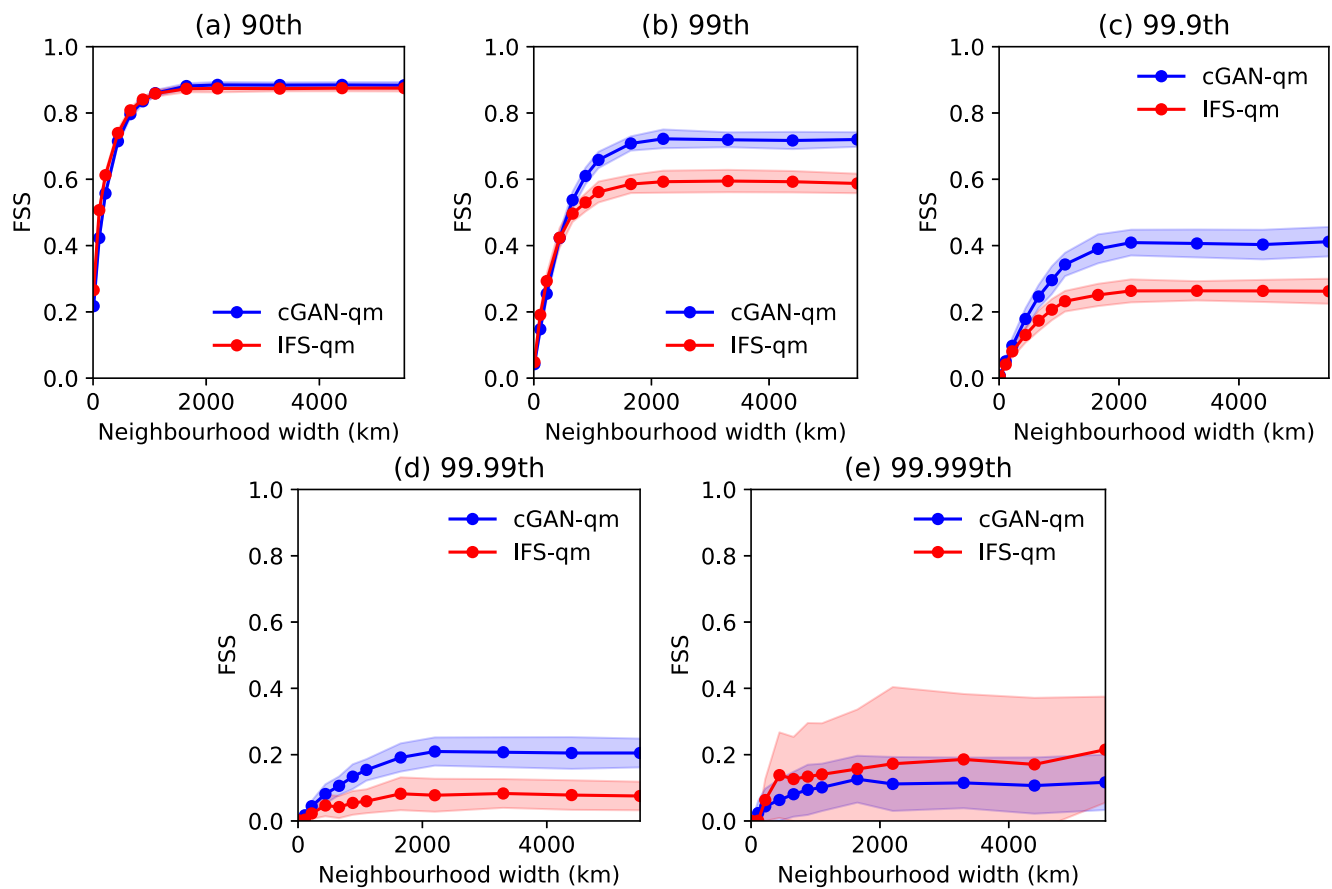 (a) 90th
(b) 99th
(c) 99.9th
1.0
0.8
0.6
0.4
0.2
0.0
FSS
0
2000
4000
Neighbourhood width (km)
cGAN-qm
IFS-qm
1.0
0.8
0.6
0.4
0.2
0.0
FSS
0
2000
4000
Neighbourhood width (km)
cGAN-qm
IFS-qm
1.0
0.8
0.6
0.4
0.2
0.0
FSS
0
2000
4000
Neighbourhood width (km)
cGAN-qm
IFS-qm
(d) 99.99th
(e) 99.999th
1.0
0.8
0.6
0.4
0.2
0.0
FSS
0
2000
4000
Neighbourhood width (km)
cGAN-qm
IFS-qm
1.0
0.8
0.6
0.4
0.2
0.0
FSS
0
2000
4000
Neighbourhood width (km)
cGAN-qm
IFS-qm